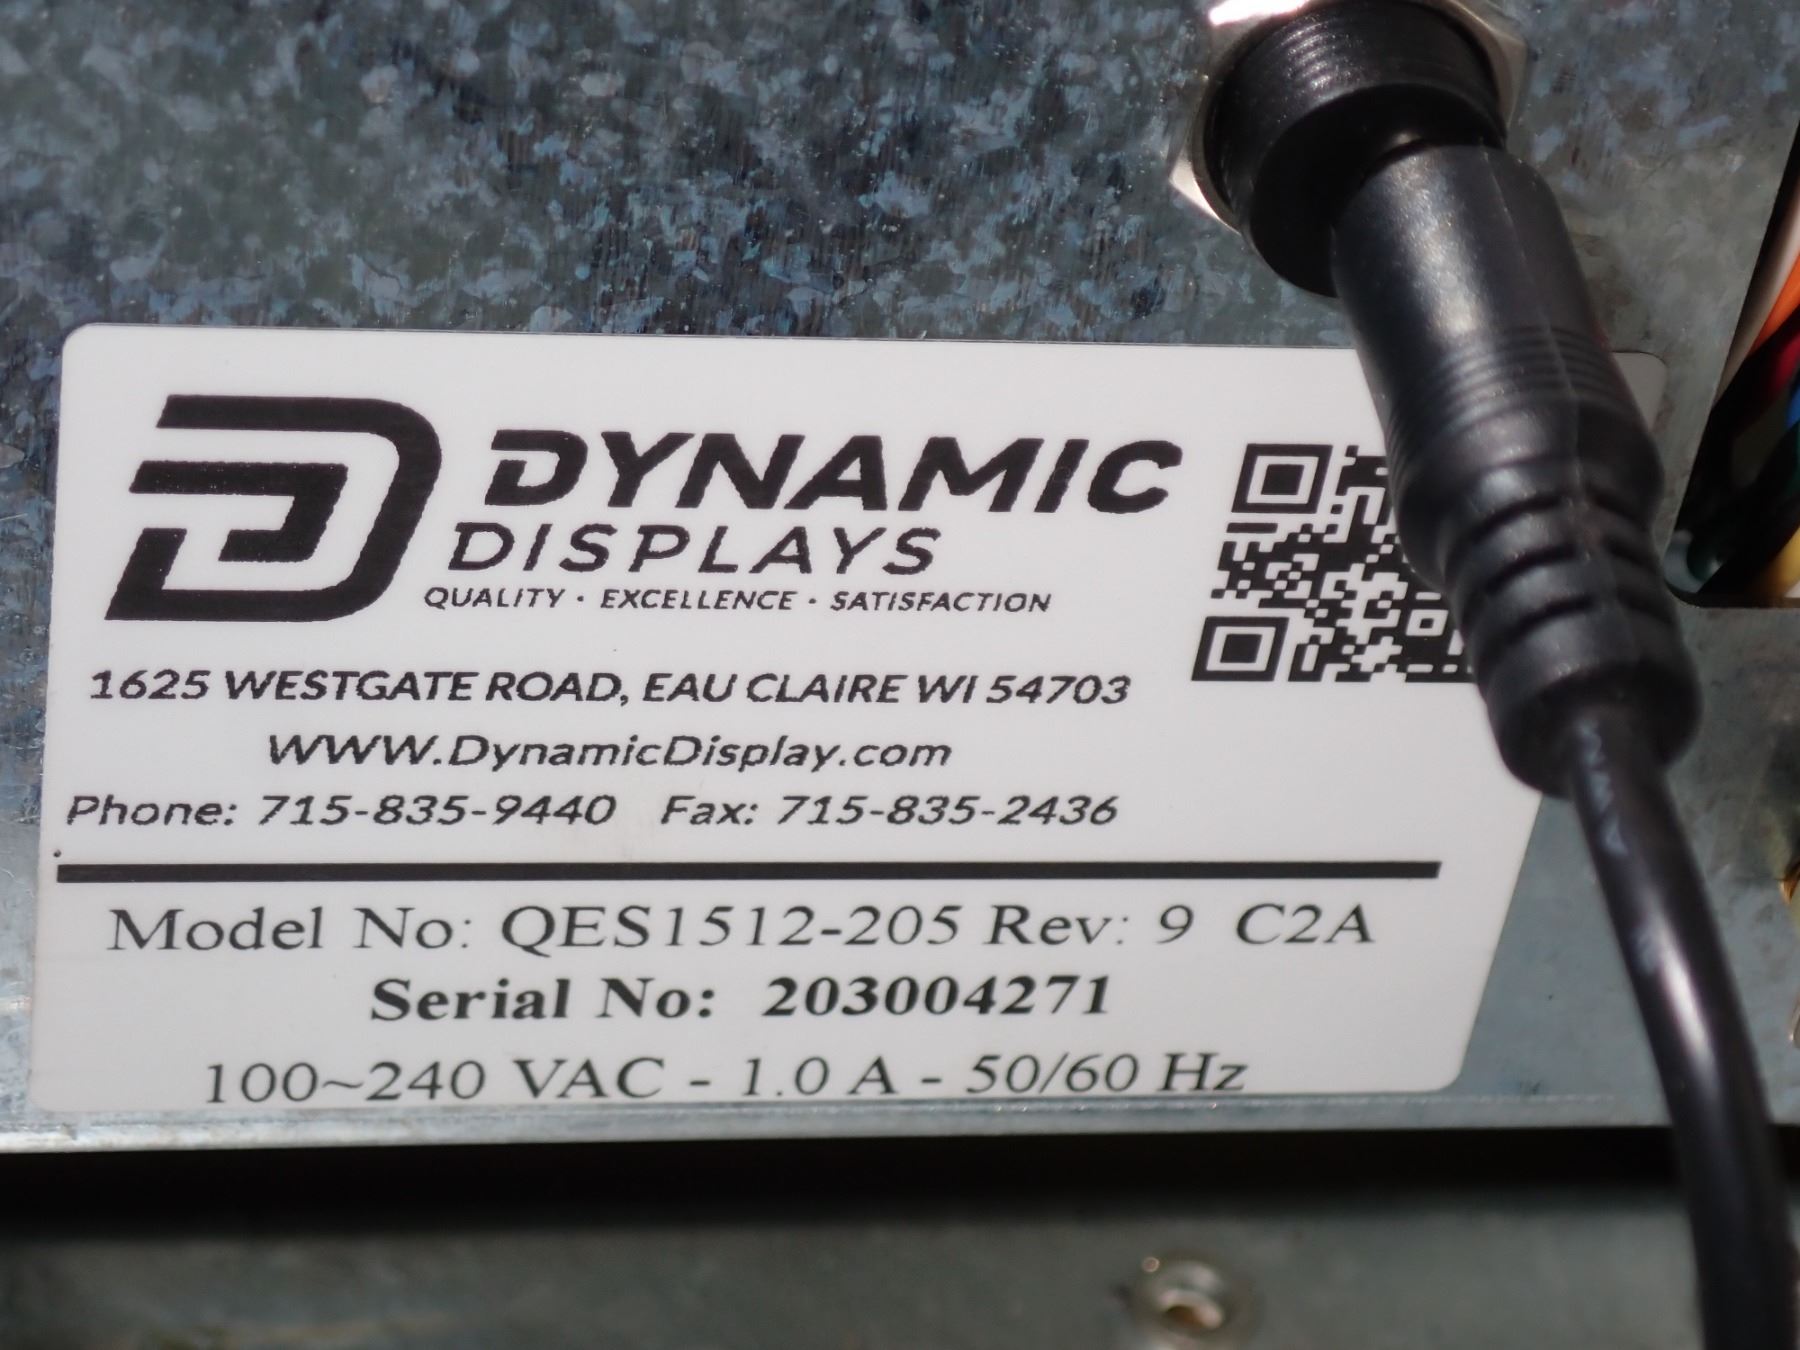 DYNAMIC
DISPLAYS
QUALITY · EXCELLENCE · SATISFACTION
1625 WESTGATE ROAD, EAU CLAIRE WI 54703
WWW.DynamicDisplay.com
Phone: 715-835-9440 Fax: 715-835-2436
Model No: QES1512-205 Rev: 9 C2A
Serial No: 203004271
100~240 VAC - 1.0 A - 50/60 Hz